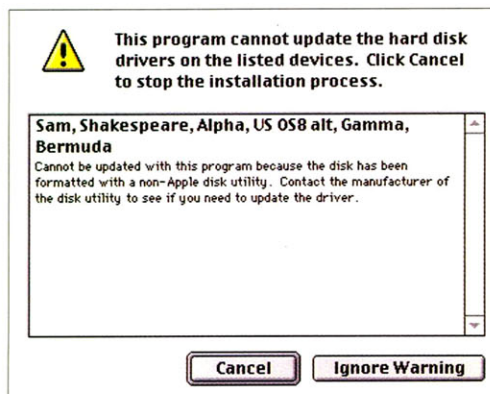 This program cannot update the hard disk
drivers on the listed devices. Click Cancel
to stop the installation process.
Sam, Shakespeare, Alpha, US OS8 alt, Gamma,
Bermuda
Cannot be updated with this program because the disk has been
formatted with a non-Apple disk utility. Contact the manufacturer of
the disk utility to see if you need to update the driver.
Cancel
Ignore Warning